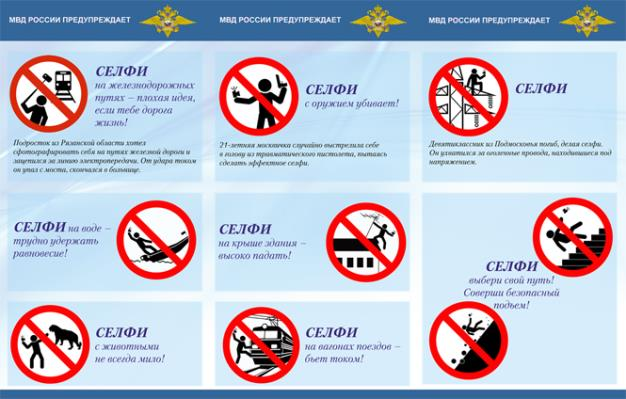 МВД РОССИИ ПРЕДУПРЕЖДАЕТ
МВД РОССИИ ПРЕДУПРЕЖДАЕТ
МВД РОССИИ ПРЕДУПРЕЖДАЕТ
СЕЛФИ
на железнодорожных
путях – плохая идея,
если тебе дорога
жизнь!
Подросток из Рязанской области хотел
сфотографировать себя на путях железной дороги и
зацепился за линию электропередачи. От удара током
он упал с моста, скончался в больнице.
СЕЛФИ
с оружием убивает!
21-летняя москвичка случайно выстрелила себе
в голову из травматического пистолета, пытаясь
сделать эффектное селфи.
СЕЛФИ
Девятиклассник из Подмосковья погиб, делая селфи.
Он ухватился за оголенные провода, находившиеся под
напряжением.
СЕЛФИ на воде –
трудно удержать
равновесие!
СЕЛФИ
на крыше здания –
высоко падать!
СЕЛФИ
выбери свой путь!
Соверши безопасный
подъем!
СЕЛФИ
с животными
не всегда мило!
СЕЛФИ
на вагонах поездов –
бьет током!